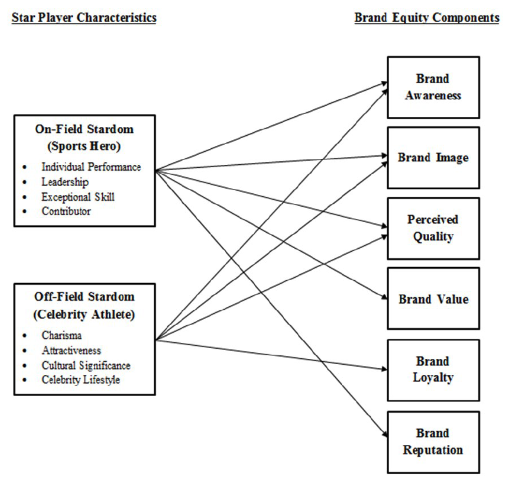 Star Player Characteristics
Brand Equity Components
On-Field Stardom
(Sports Hero)
• Individual Performance
• Leadership
• Exceptional Skill
• Contributor
Off-Field Stardom
(Celebrity Athlete)
• Charisma
• Attractiveness
• Cultural Significance
• Celebrity Lifestyle
Brand
Awareness
Brand Image
Perceived
Quality
Brand Value
Brand
Loyalty
Brand
Reputation